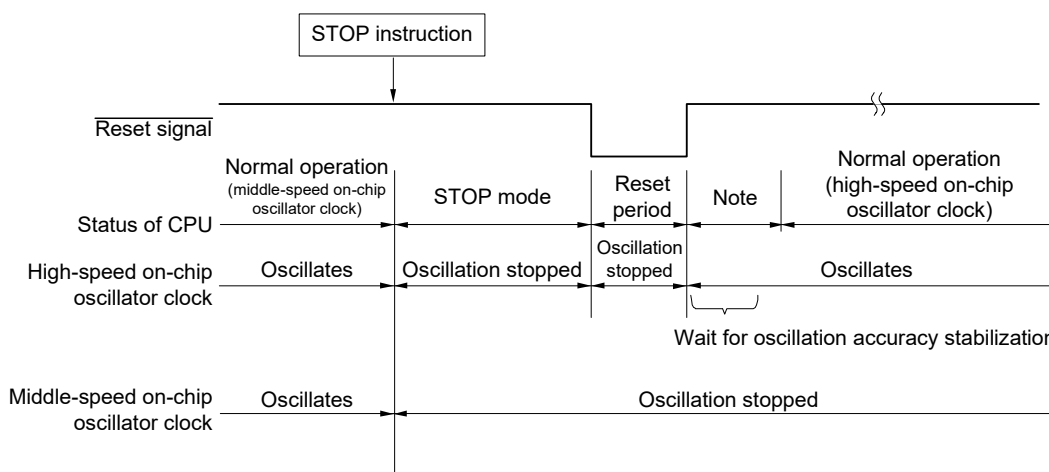 STOP instruction
Reset signal
Normal operation
(middle-speed on-chip
oscillator clock)
STOP mode
Reset
period
Note
Normal operation
(high-speed on-chip
oscillator clock)
Status of CPU
High-speed on-chip
oscillator clock
Oscillates
Oscillation stopped
Oscillation
stopped
Oscillates
Wait for oscillation accuracy stabilization
Middle-speed on-chip
oscillator clock
Oscillates
Oscillation stopped